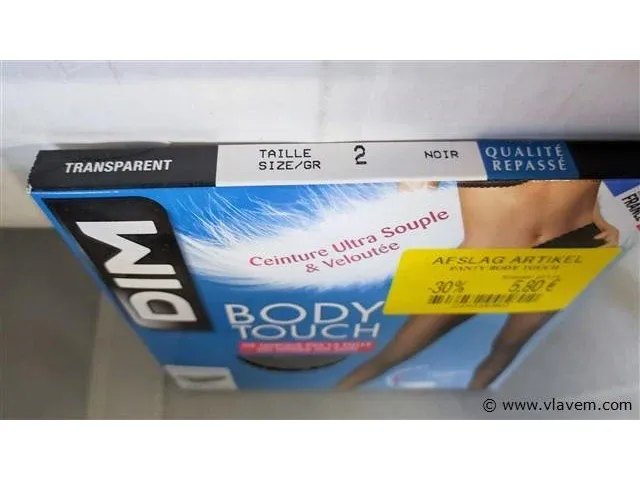 TRANSPARENT
TAILLE 2 NOIR
SIZE/GR
QUALITÉ
REPASSÉ
DIM
Ceinture Ultra Souple
& Veloutée
AFSLAG ARTIKEL
PANTY BODY TOUCH
-30% 5,80 €
BODY
TOUCH
© www.vlavem.com